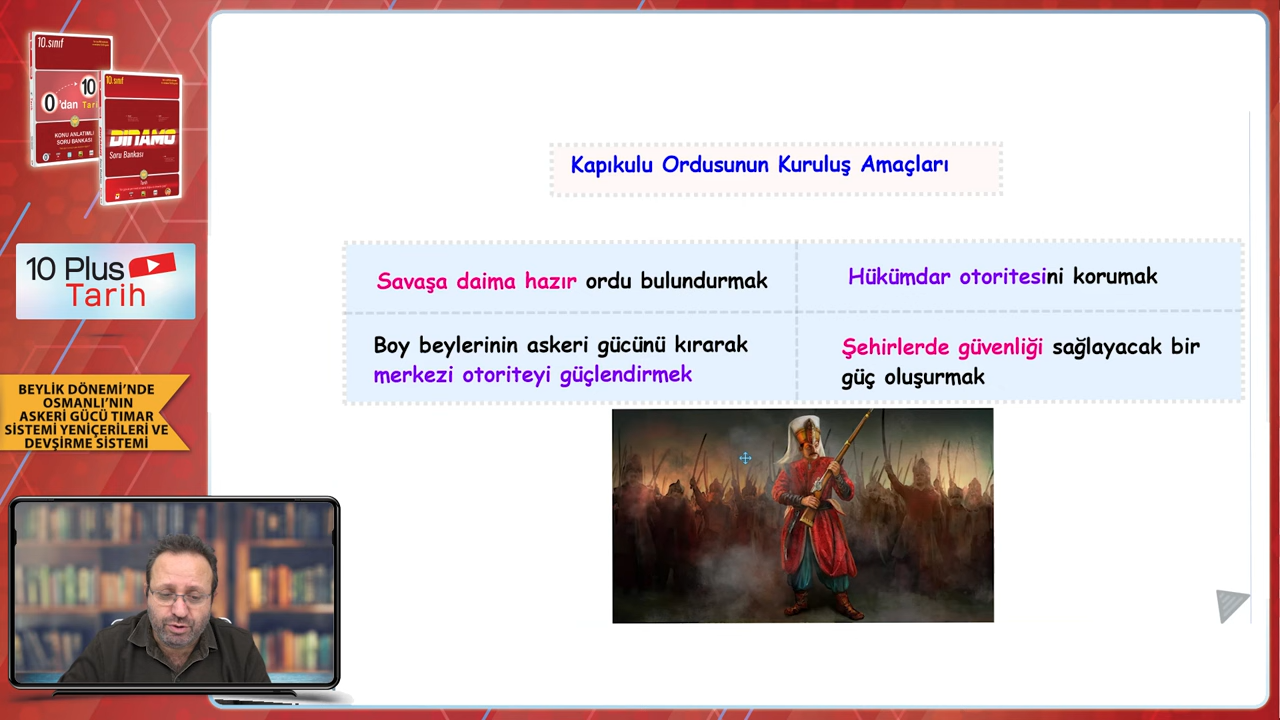 10.sınıf
0'dan 10
KONU ANLATIMLI
SORU BANKASI
10.sınıf
DINAMO
Soru Bankası
Tarih
10 Plus
Tarih
BEYLİK DÖNEMİ'NDE
OSMANLI'NIN
ASKERİ GÜCÜ TIMAR
SİSTEMİ YENİÇERİLERİ VE
DEVŞİRME SİSTEMİ
Kapıkulu Ordusunun Kuruluş Amaçları
Savaşa daima hazır ordu bulundurmak
Hükümdar otoritesini korumak
Boy beylerinin askeri gücünü kırarak
merkezi otoriteyi güçlendirmek
Şehirlerde güvenliği sağlayacak bir
güç oluşturmak